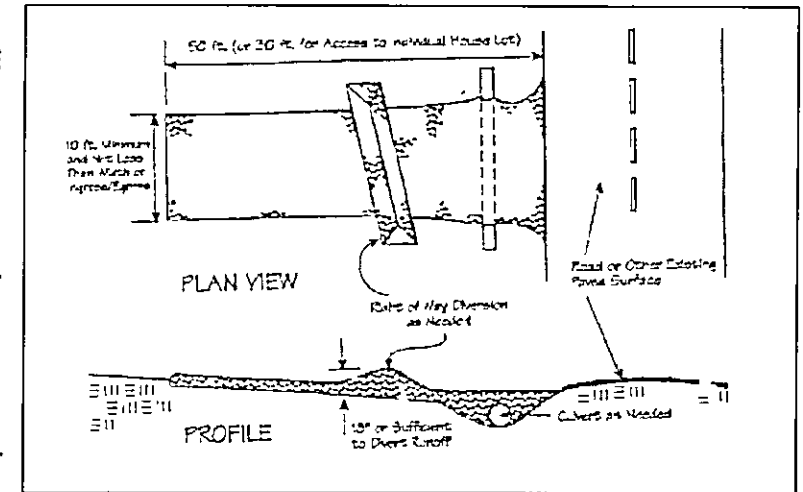 50 ft. (or 30 ft. for Access to Individual House Lot)
10 ft. Minimum
and Not Less
Than Width of
Ingress/Egress
PLAN VIEW
Right of Way Diversion
as Needed
Road or Other Existing
Paved Surface
18" or Sufficient
to Divert Runoff
Culvert as Needed
PROFILE